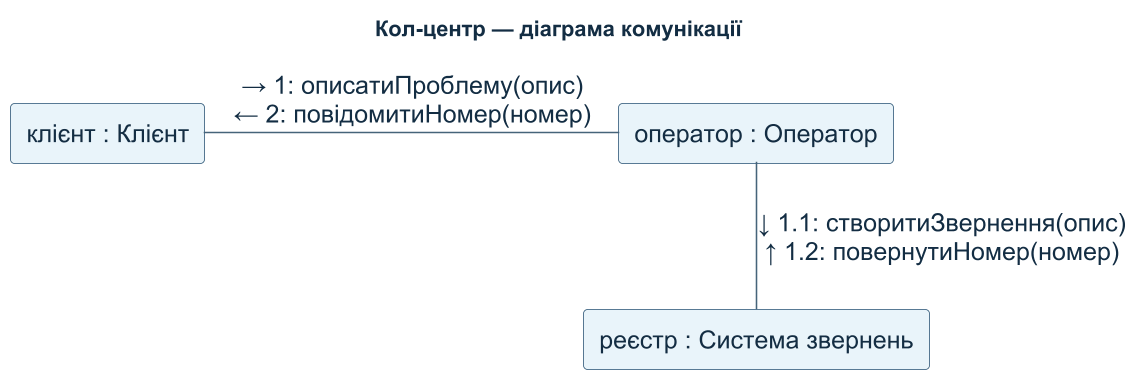 Кол-центр — діаграма комунікації
→ 1: описатиПроблему(опис)
← 2: повідомитиНомер(номер)
клієнт : Клієнт
оператор : Оператор
↓ 1.1: створитиЗвернення(опис)
↑ 1.2: повернутиНомер(номер)
реєстр : Система звернень